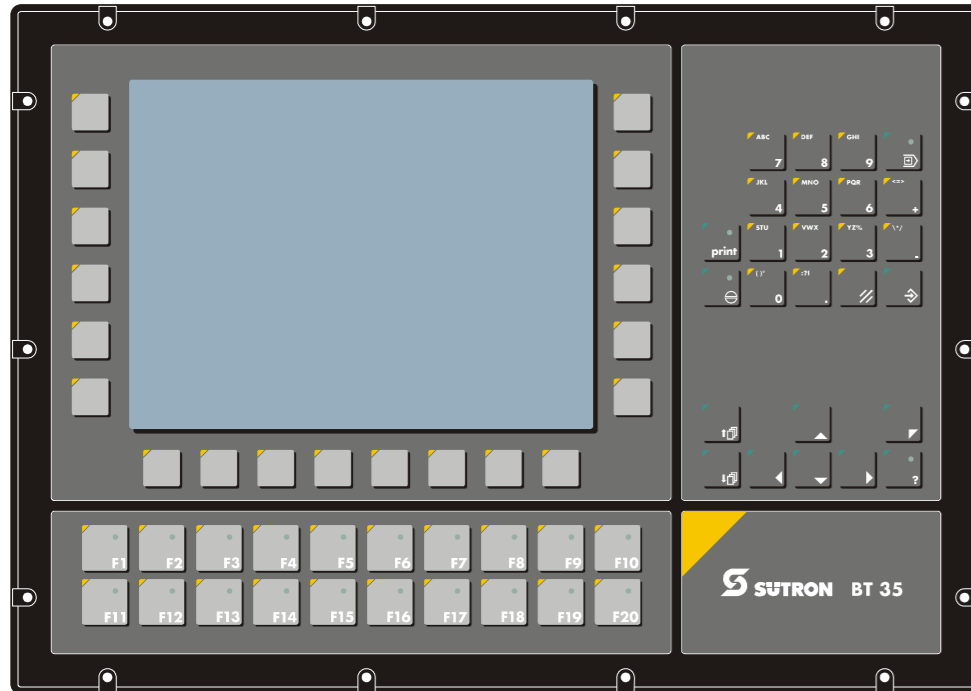 ABC DEF GHI
7 8 9
JKL MNO PQR <=>
4 5 6 +
STU VWX YZ% \*/
print 1 2 3 -
( )° :?!
0 .
?
F1 F2 F3 F4 F5 F6 F7 F8 F9 F10
SÜTRON BT 35
F11 F12 F13 F14 F15 F16 F17 F18 F19 F20